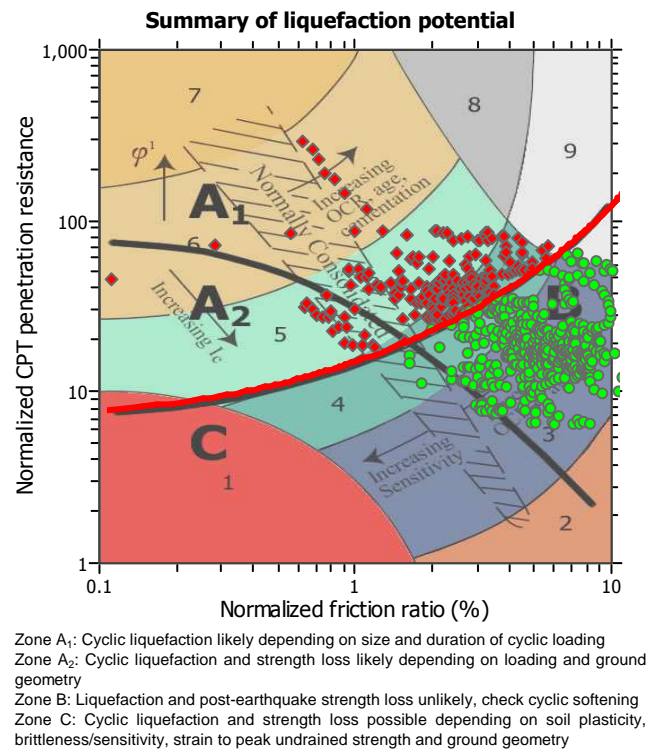 Summary of liquefaction potential
1,000
100
10
1
Normalized CPT penetration resistance
7
8
9
φ¹
Increasing
OCR, age,
cementation
Normally Consolidated
A₁
6
A₂
Increasing Ic
5
B
4
C
3
1
Increasing
Sensitivity
2
0.1
1
10
Normalized friction ratio (%)
Zone A₁: Cyclic liquefaction likely depending on size and duration of cyclic loading
Zone A₂: Cyclic liquefaction and strength loss likely depending on loading and ground
geometry
Zone B: Liquefaction and post-earthquake strength loss unlikely, check cyclic softening
Zone C: Cyclic liquefaction and strength loss possible depending on soil plasticity,
brittleness/sensitivity, strain to peak undrained strength and ground geometry